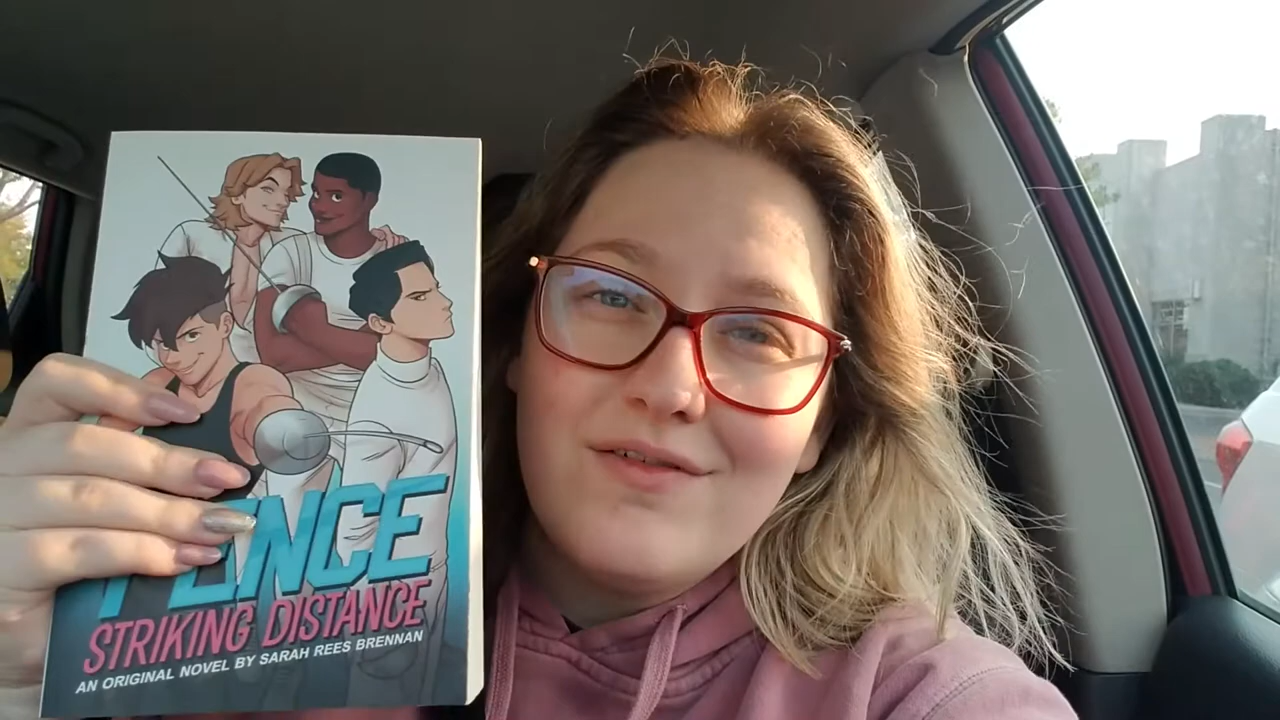 FENCE
STRIKING DISTANCE
AN ORIGINAL NOVEL BY SARAH REES BRENNAN